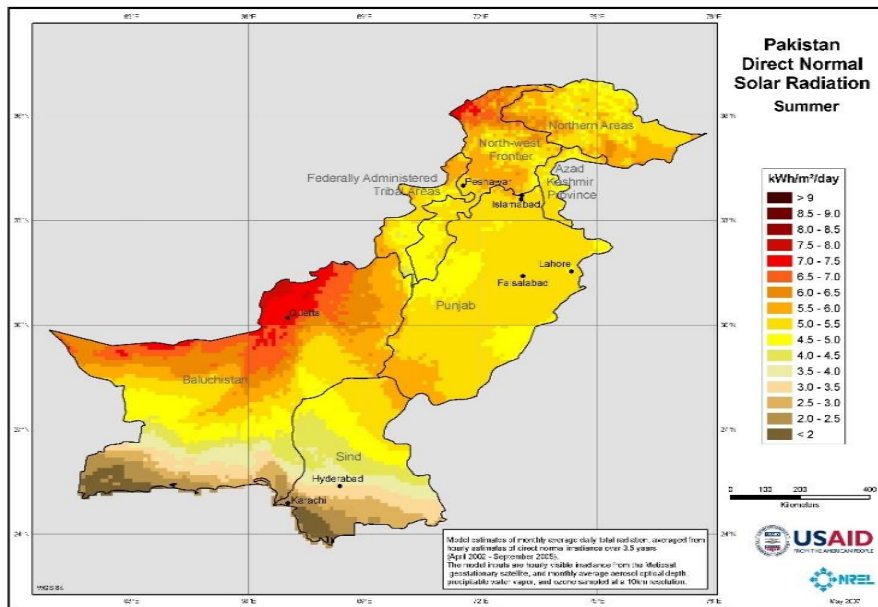 Pakistan
Direct Normal
Solar Radiation
Summer
kWh/m²/day
> 9
8.5 - 9.0
8.0 - 8.5
7.5 - 8.0
7.0 - 7.5
6.5 - 7.0
6.0 - 6.5
5.5 - 6.0
5.0 - 5.5
4.5 - 5.0
4.0 - 4.5
3.5 - 4.0
3.0 - 3.5
2.5 - 3.0
2.0 - 2.5
< 2
Northern Areas
North-west
Frontier
Azad
Kashmir
Province
Federally Administered
Tribal Areas
Peshawar
Islamabad
Lahore
Faisalabad
Punjab
Quetta
Baluchistan
Sind
Hyderabad
Karachi
0 100 200 400
Kilometers
Model estimates of monthly average daily total radiation, averaged from
hourly estimates of direct normal irradiance over 3.5 years
(April 2002 - September 2005).
The model inputs are hourly visible irradiance from the Meteosat
geostationary satellite, and monthly average aerosol optical depth,
precipitable water vapor, and ozone sampled at a 10km resolution.
USAID
FROM THE AMERICAN PEOPLE
NREL
May 2007